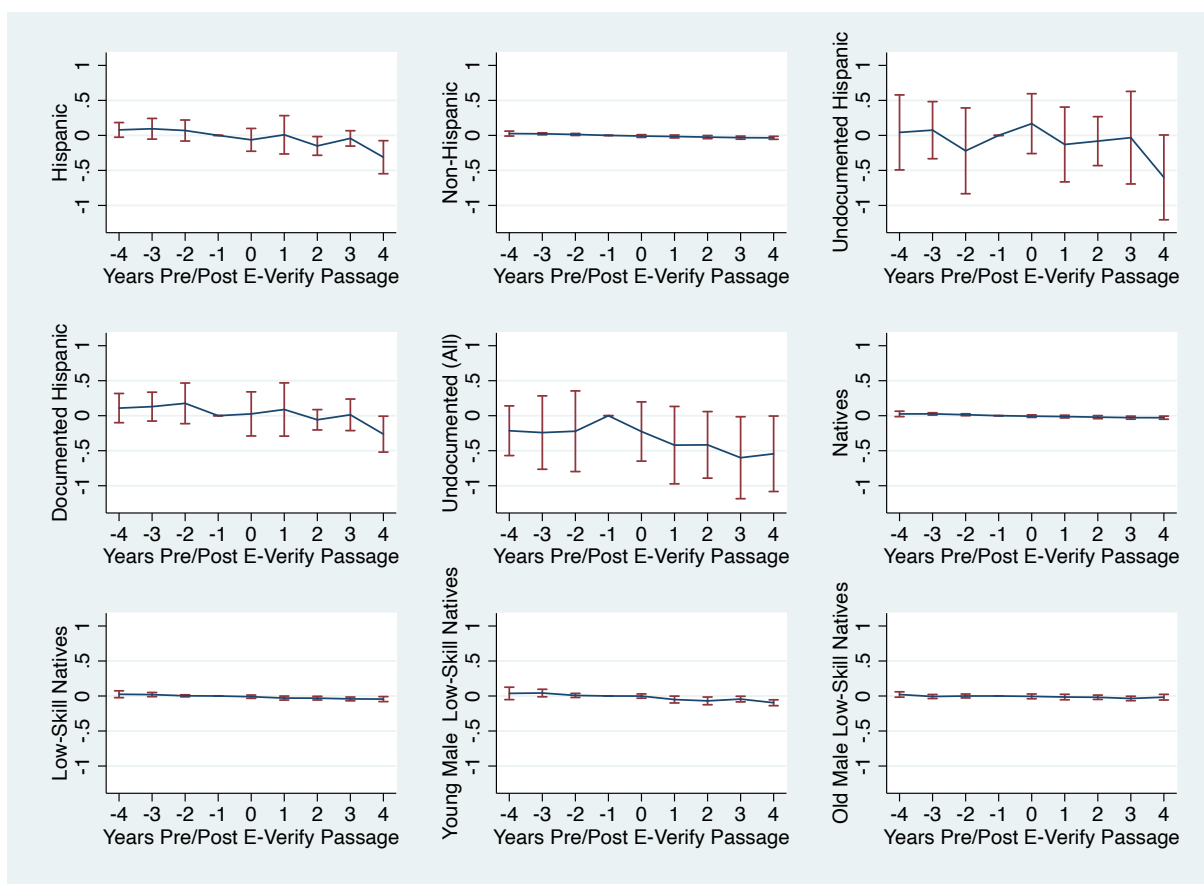 Hispanic
1
.5
0
-.5
-1
-4 -3 -2 -1 0 1 2 3 4
Years Pre/Post E-Verify Passage
Non-Hispanic
1
.5
0
-.5
-1
-4 -3 -2 -1 0 1 2 3 4
Years Pre/Post E-Verify Passage
Undocumented Hispanic
1
.5
0
-.5
-1
-4 -3 -2 -1 0 1 2 3 4
Years Pre/Post E-Verify Passage
Documented Hispanic
1
.5
0
-.5
-1
-4 -3 -2 -1 0 1 2 3 4
Years Pre/Post E-Verify Passage
Undocumented (All)
1
.5
0
-.5
-1
-4 -3 -2 -1 0 1 2 3 4
Years Pre/Post E-Verify Passage
Natives
1
.5
0
-.5
-1
-4 -3 -2 -1 0 1 2 3 4
Years Pre/Post E-Verify Passage
Low-Skill Natives
1
.5
0
-.5
-1
-4 -3 -2 -1 0 1 2 3 4
Years Pre/Post E-Verify Passage
Young Male Low-Skill Natives
1
.5
0
-.5
-1
-4 -3 -2 -1 0 1 2 3 4
Years Pre/Post E-Verify Passage
Old Male Low-Skill Natives
1
.5
0
-.5
-1
-4 -3 -2 -1 0 1 2 3 4
Years Pre/Post E-Verify Passage